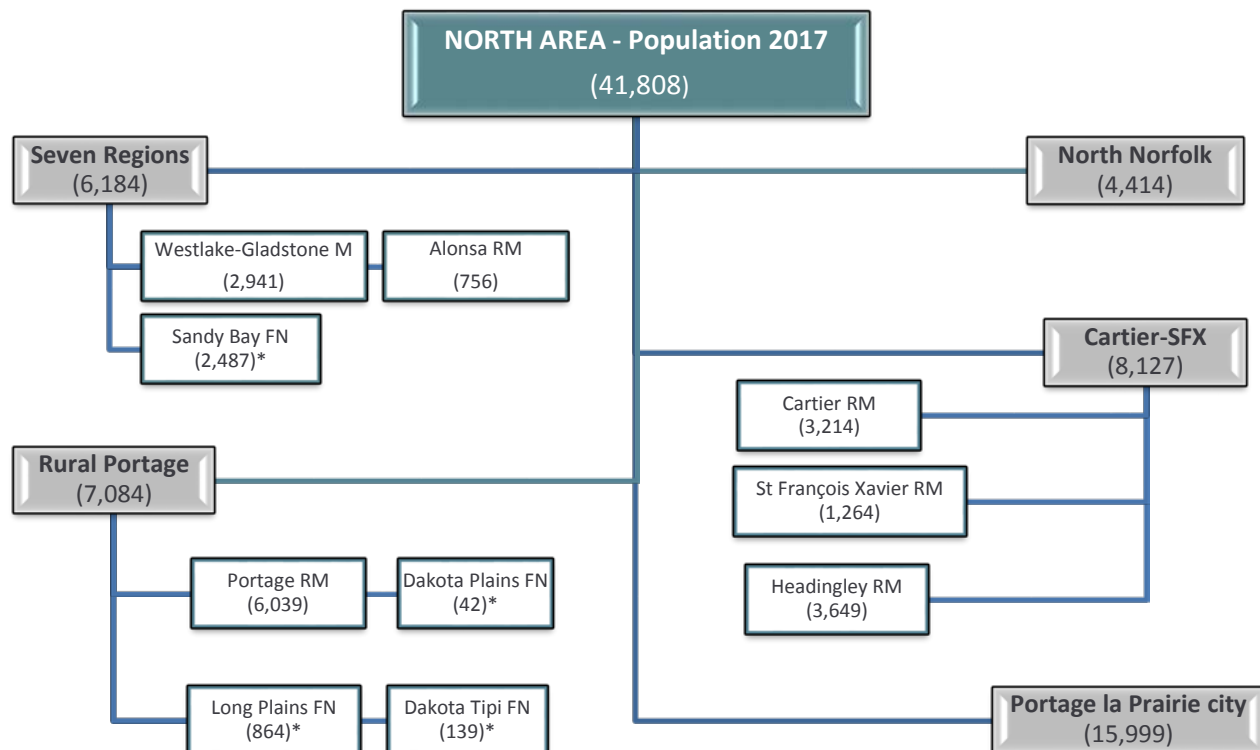 NORTH AREA - Population 2017
(41,808)
Seven Regions
(6,184)
North Norfolk
(4,414)
Westlake-Gladstone M
(2,941)
Alonsa RM
(756)
Sandy Bay FN
(2,487)*
Cartier-SFX
(8,127)
Cartier RM
(3,214)
St François Xavier RM
(1,264)
Headingley RM
(3,649)
Rural Portage
(7,084)
Portage RM
(6,039)
Dakota Plains FN
(42)*
Long Plains FN
(864)*
Dakota Tipi FN
(139)*
Portage la Prairie city
(15,999)